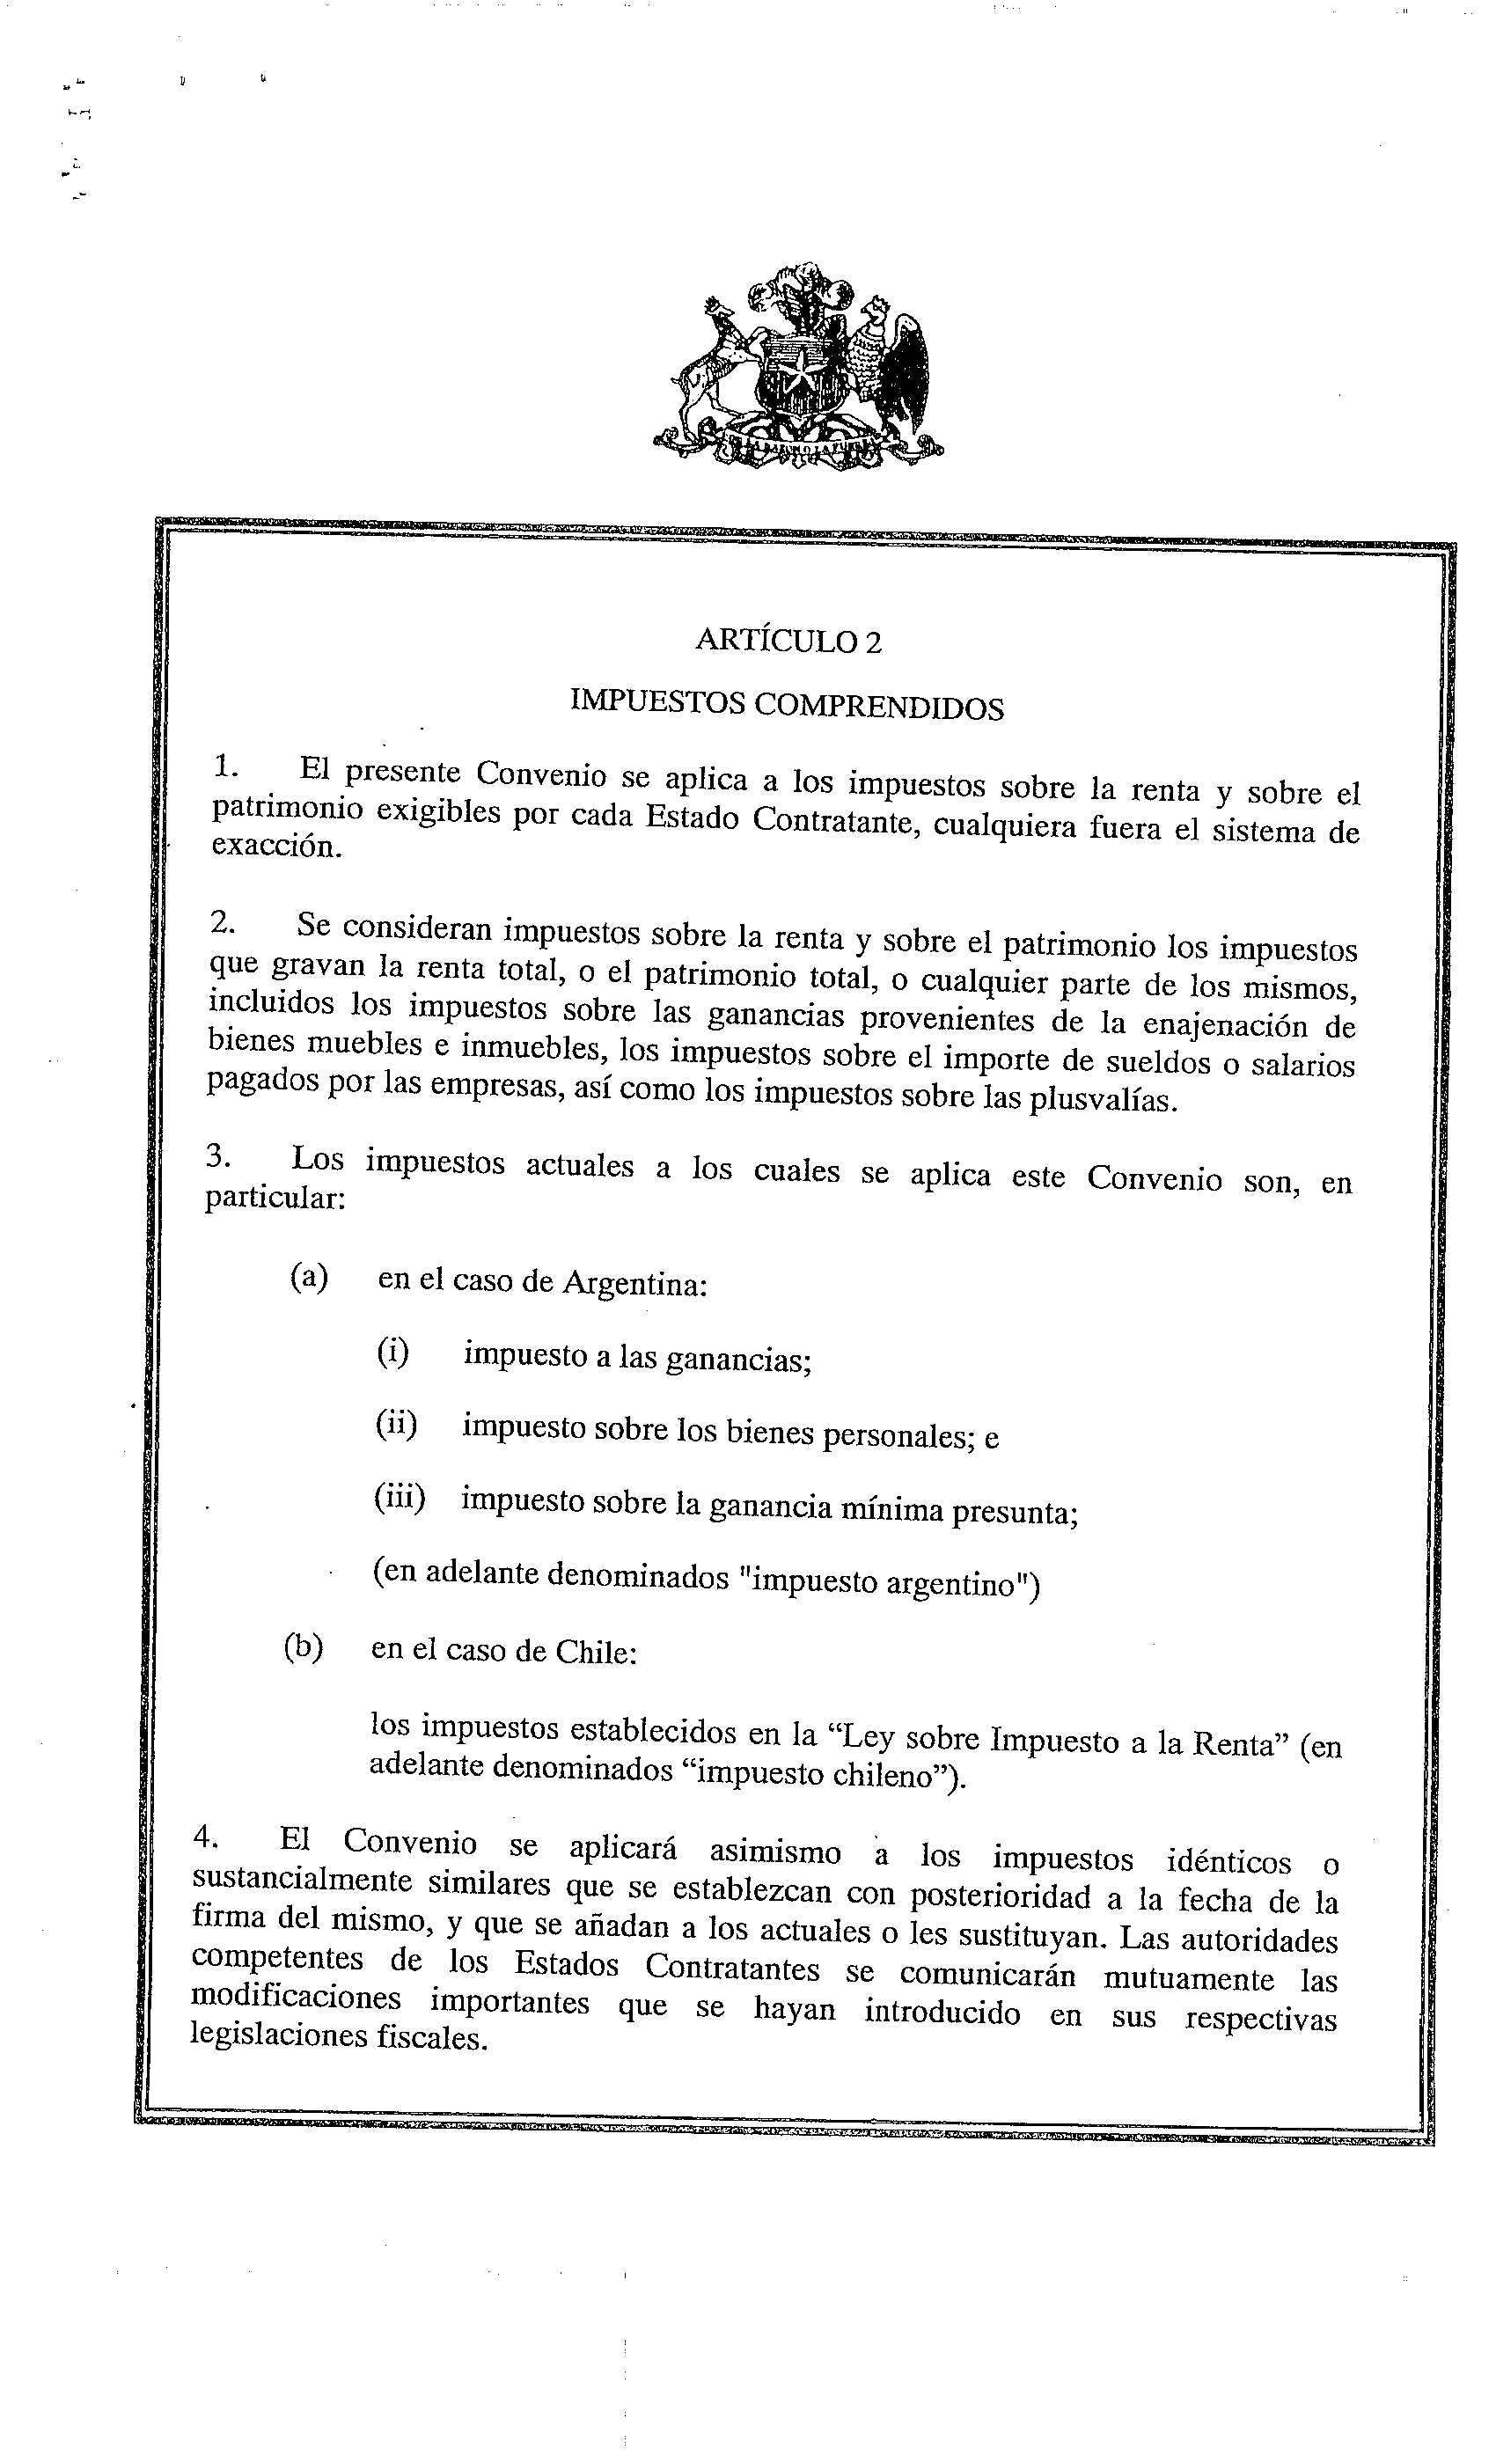 ARTÍCULO 2
IMPUESTOS COMPRENDIDOS
1. El presente Convenio se aplica a los impuestos sobre la renta y sobre el
patrimonio exigibles por cada Estado Contratante, cualquiera fuera el sistema de
exacción.
2. Se consideran impuestos sobre la renta y sobre el patrimonio los impuestos
que gravan la renta total, o el patrimonio total, o cualquier parte de los mismos,
incluidos los impuestos sobre las ganancias provenientes de la enajenación de
bienes muebles e inmuebles, los impuestos sobre el importe de sueldos o salarios
pagados por las empresas, así como los impuestos sobre las plusvalías.
3. Los impuestos actuales a los cuales se aplica este Convenio son, en
particular:
(a) en el caso de Argentina:
(i) impuesto a las ganancias;
(ii) impuesto sobre los bienes personales; e
(iii) impuesto sobre la ganancia mínima presunta;
(en adelante denominados "impuesto argentino")
(b) en el caso de Chile:
los impuestos establecidos en la “Ley sobre Impuesto a la Renta” (en
adelante denominados “impuesto chileno”).
4. El Convenio se aplicará asimismo a los impuestos idénticos o
sustancialmente similares que se establezcan con posterioridad a la fecha de la
firma del mismo, y que se añadan a los actuales o les sustituyan. Las autoridades
competentes de los Estados Contratantes se comunicarán mutuamente las
modificaciones importantes que se hayan introducido en sus respectivas
legislaciones fiscales.